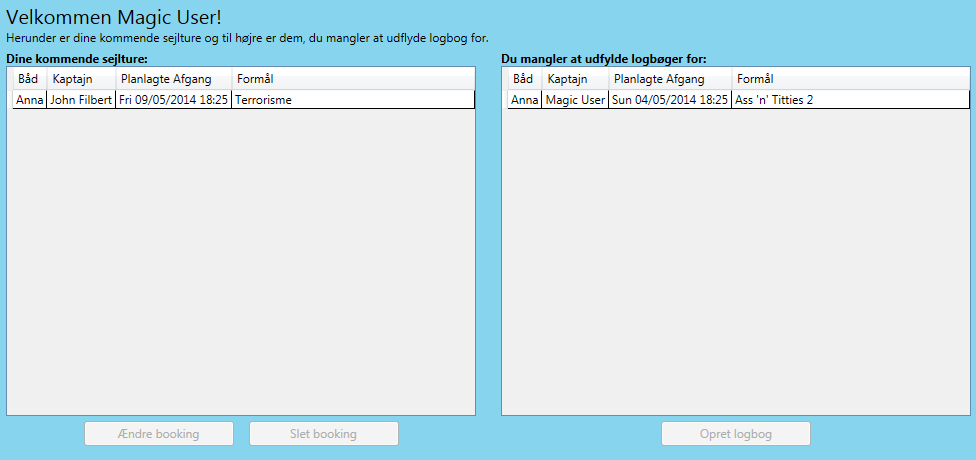 Velkommen Magic User!
Herunder er dine kommende sejlture og til højre er dem, du mangler at udflyde logbog for.
Dine kommende sejlture:
Båd Kaptajn Planlagte Afgang Formål
Anna John Filbert Fri 09/05/2014 18:25 Terrorisme
Ændre booking Slet booking
Du mangler at udfylde logbøger for:
Båd Kaptajn Planlagte Afgang Formål
Anna Magic User Sun 04/05/2014 18:25 Ass 'n' Titties 2
Opret logbog